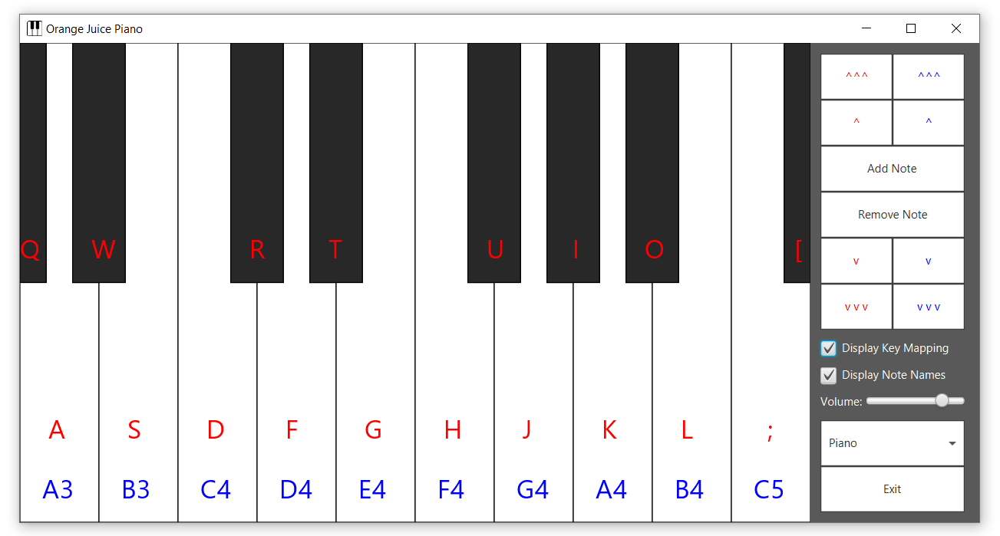 Orange Juice Piano
^^^ ^^^
^ ^
Add Note
Remove Note
Q W R T U I O [
v v
v v v v v v
Display Key Mapping
Display Note Names
Volume:
A S D F G H J K L ;
Piano
A3 B3 C4 D4 E4 F4 G4 A4 B4 C5
Exit